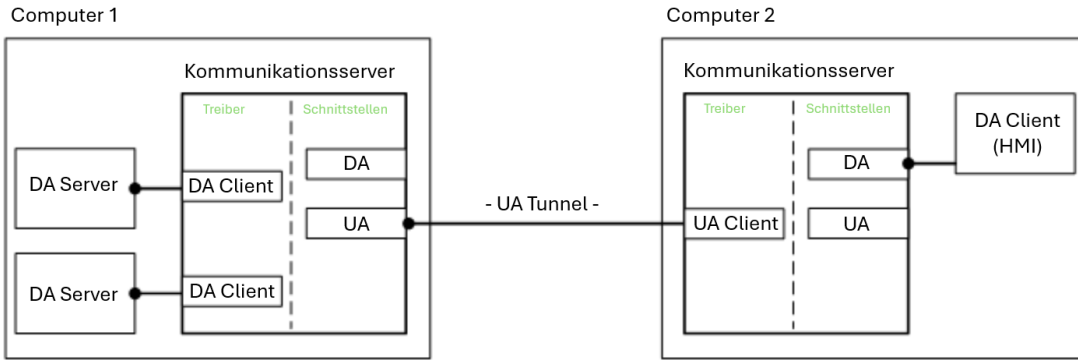 Computer 1
Kommunikationsserver
Treiber
Schnittstellen
DA Server
DA Client
DA
UA
DA Server
DA Client
- UA Tunnel -
Computer 2
Kommunikationsserver
Treiber
Schnittstellen
DA
UA Client
UA
DA Client
(HMI)